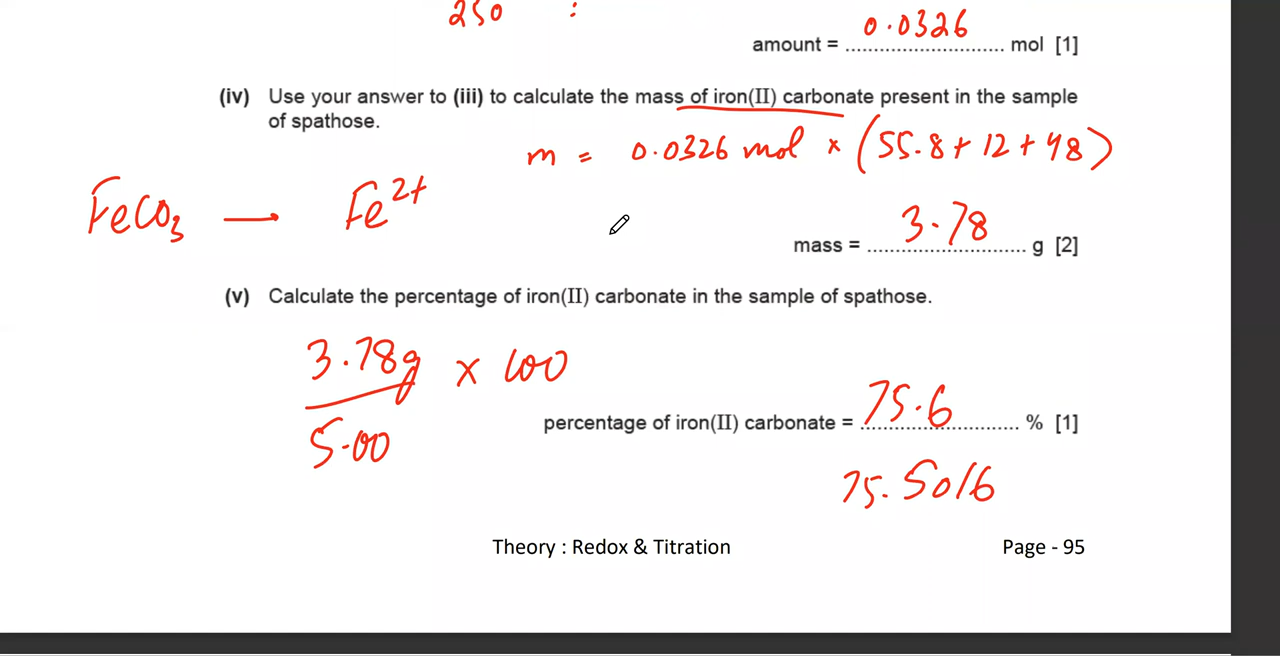 250 :
0.0326
amount = ........................... mol [1]
(iv) Use your answer to (iii) to calculate the mass of iron(II) carbonate present in the sample
of spathose.
m = 0.0326 mol × (55.8+12+48)
FeCO3 → Fe2+
3.78
mass = ........................... g [2]
(v) Calculate the percentage of iron(II) carbonate in the sample of spathose.
3.78g × 100
5.00
75.6
percentage of iron(II) carbonate = ........................... % [1]
75.5016
Theory : Redox & Titration
Page - 95